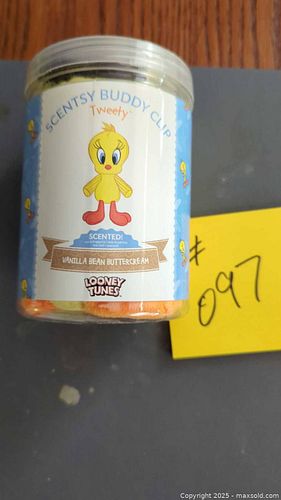 SCENTSY BUDDY CLIP
Tweety
SCENTED!
VANILLA BEAN BUTTERCREAM
LOONEY
TUNES
#
097
Copyright © 2025 - maxsold.com